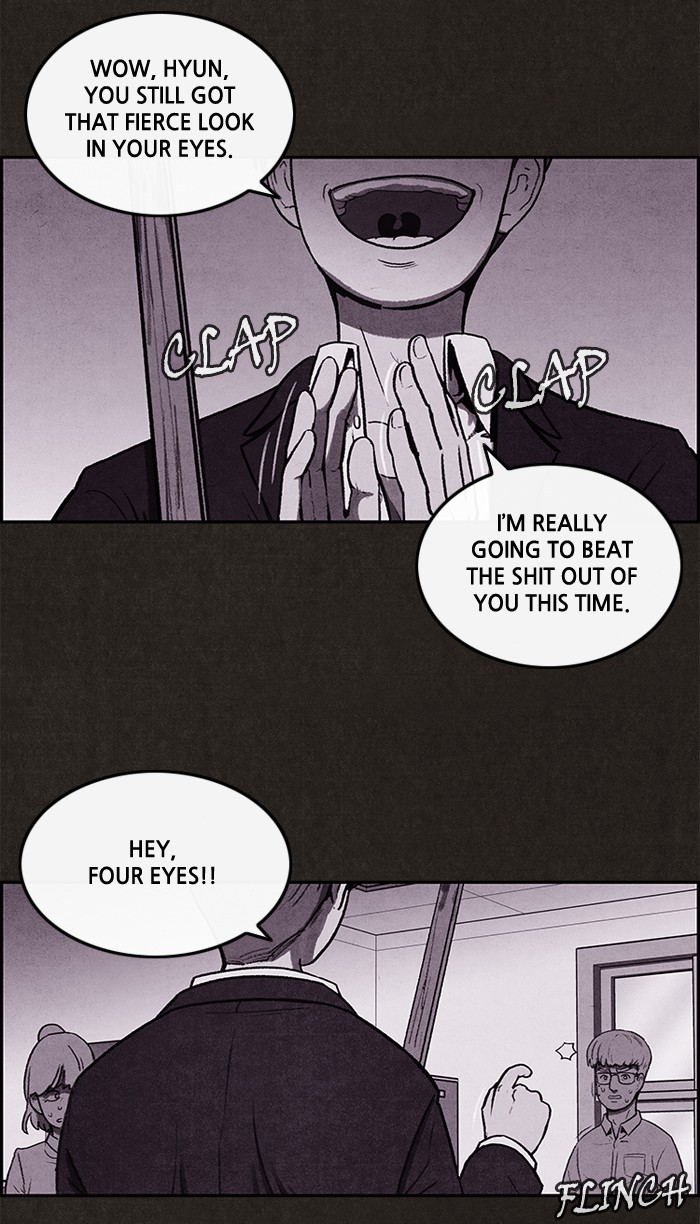 WOW, HYUN,
YOU STILL GOT
THAT FIERCE LOOK
IN YOUR EYES.
CLAP
CLAP
I'M REALLY
GOING TO BEAT
THE SHIT OUT OF
YOU THIS TIME.
HEY,
FOUR EYES!!
FLINCH